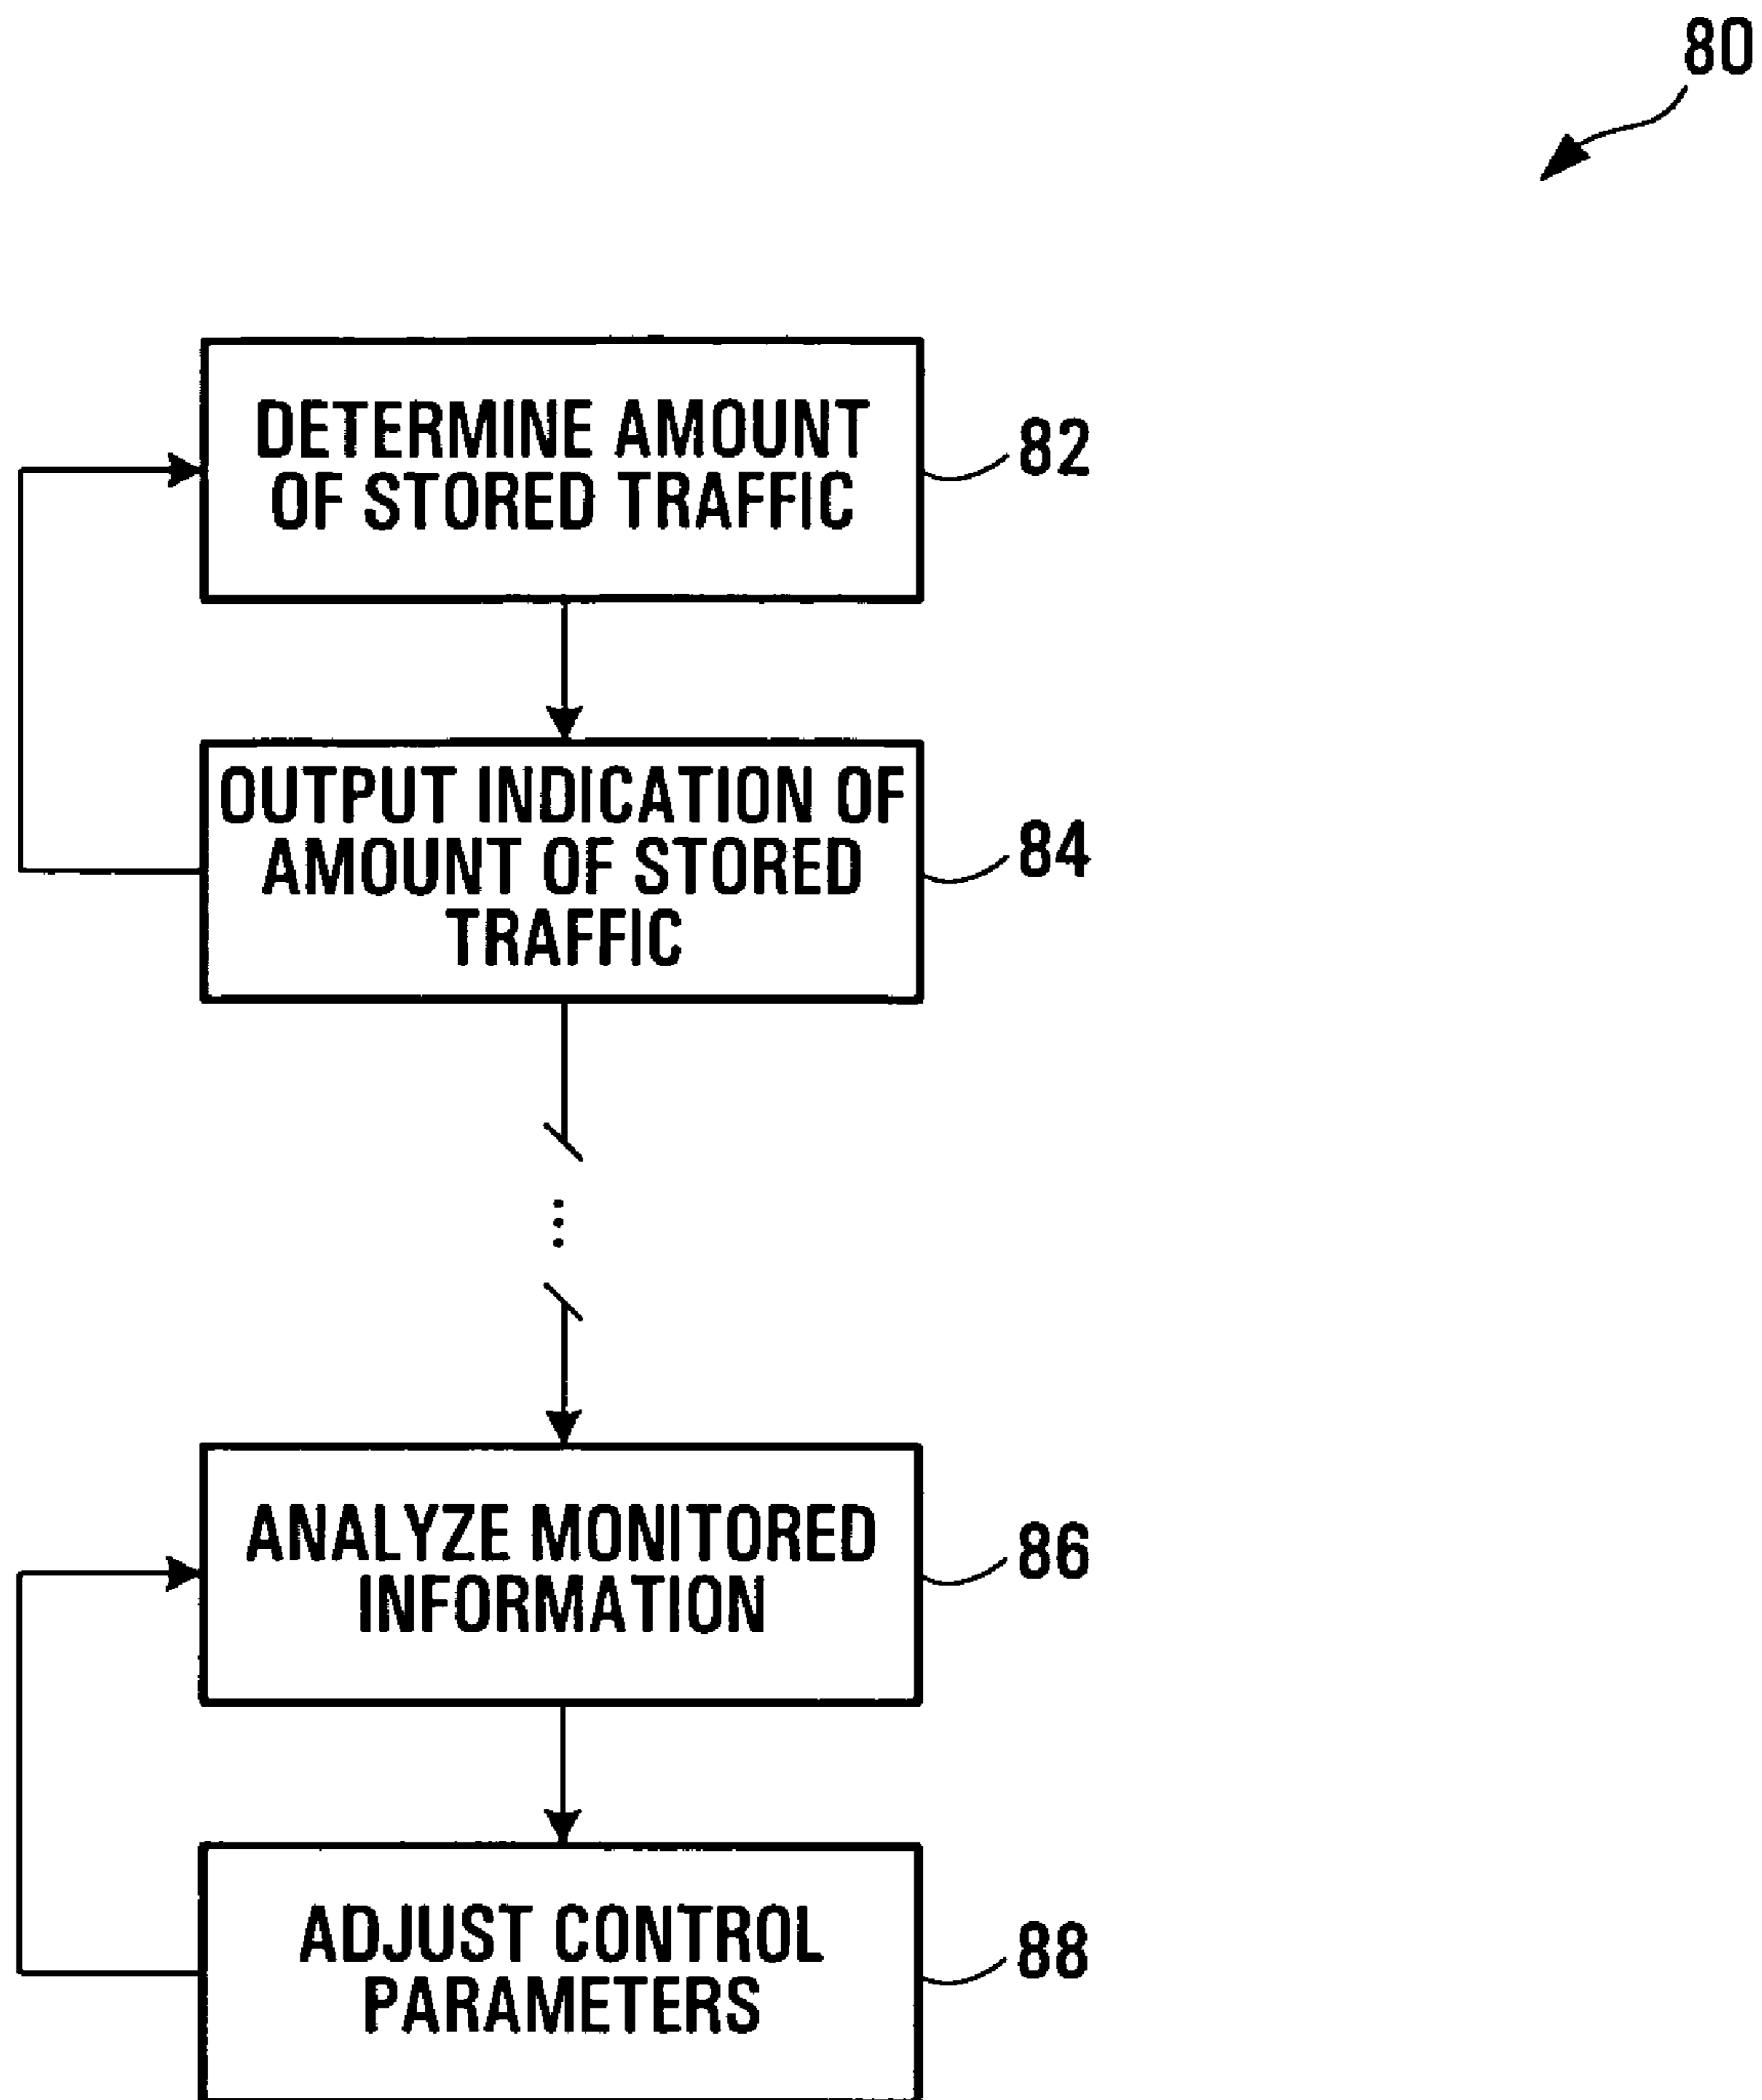 80
DETERMINE AMOUNT
OF STORED TRAFFIC
82
OUTPUT INDICATION OF
AMOUNT OF STORED
TRAFFIC
84
ANALYZE MONITORED
INFORMATION
86
ADJUST CONTROL
PARAMETERS
88